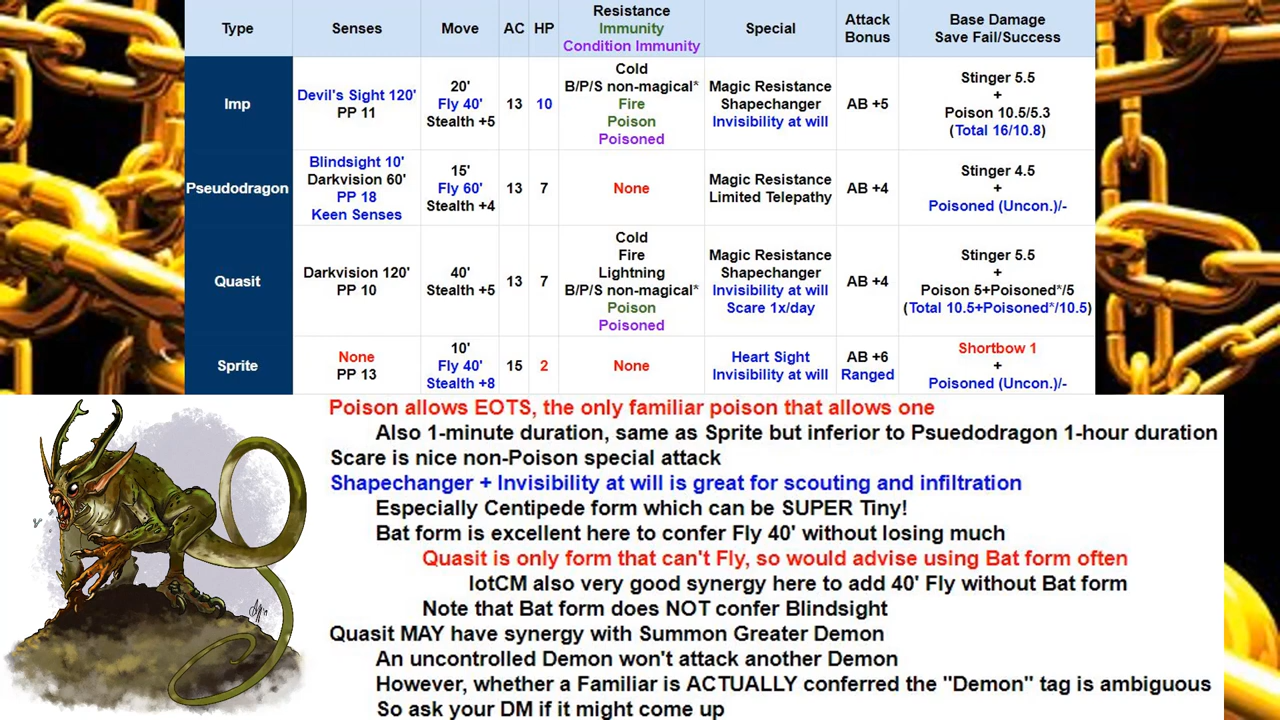 Type Senses Move AC HP Resistance Immunity Condition Immunity Special Attack Bonus Base Damage Save Fail/Success
Imp
Devil's Sight 120'
PP 11
20'
Fly 40'
Stealth +5
13
10
Cold
B/P/S non-magical*
Fire
Poison
Poisoned
Magic Resistance
Shapechanger
Invisibility at will
AB +5
Stinger 5.5
+
Poison 10.5/5.3
(Total 16/10.8)
Pseudodragon
Blindsight 10'
Darkvision 60'
PP 18
Keen Senses
15'
Fly 60'
Stealth +4
13
7
None
Magic Resistance
Limited Telepathy
AB +4
Stinger 4.5
+
Poisoned (Uncon.)/-
Quasit
Darkvision 120'
PP 10
40'
Stealth +5
13
7
Cold
Fire
Lightning
B/P/S non-magical*
Poison
Poisoned
Magic Resistance
Shapechanger
Invisibility at will
Scare 1x/day
AB +4
Stinger 5.5
+
Poison 5+Poisoned*/5
(Total 10.5+Poisoned*/10.5)
Sprite
None
PP 13
10'
Fly 40'
Stealth +8
15
2
None
Heart Sight
Invisibility at will
AB +6
Ranged
Shortbow 1
+
Poisoned (Uncon.)/-
Poison allows EOTS, the only familiar poison that allows one
Also 1-minute duration, same as Sprite but inferior to Psuedodragon 1-hour duration
Scare is nice non-Poison special attack
Shapechanger + Invisibility at will is great for scouting and infiltration
Especially Centipede form which can be SUPER Tiny!
Bat form is excellent here to confer Fly 40' without losing much
Quasit is only form that can't Fly, so would advise using Bat form often
IotCM also very good synergy here to add 40' Fly without Bat form
Note that Bat form does NOT confer Blindsight
Quasit MAY have synergy with Summon Greater Demon
An uncontrolled Demon won't attack another Demon
However, whether a Familiar is ACTUALLY conferred the "Demon" tag is ambiguous
So ask your DM if it might come up